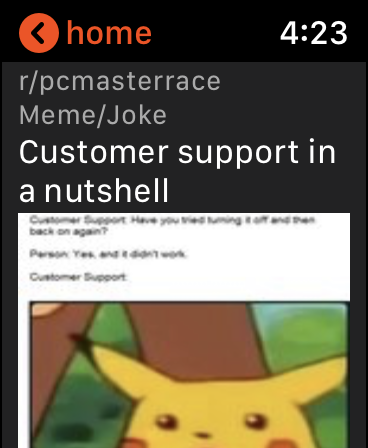 home
4:23
r/pcmasterrace
Meme/Joke
Customer support in
a nutshell
Customer Support: Have you tried turning it off and then
back on again?
Person: Yes, and it didn't work.
Customer Support: